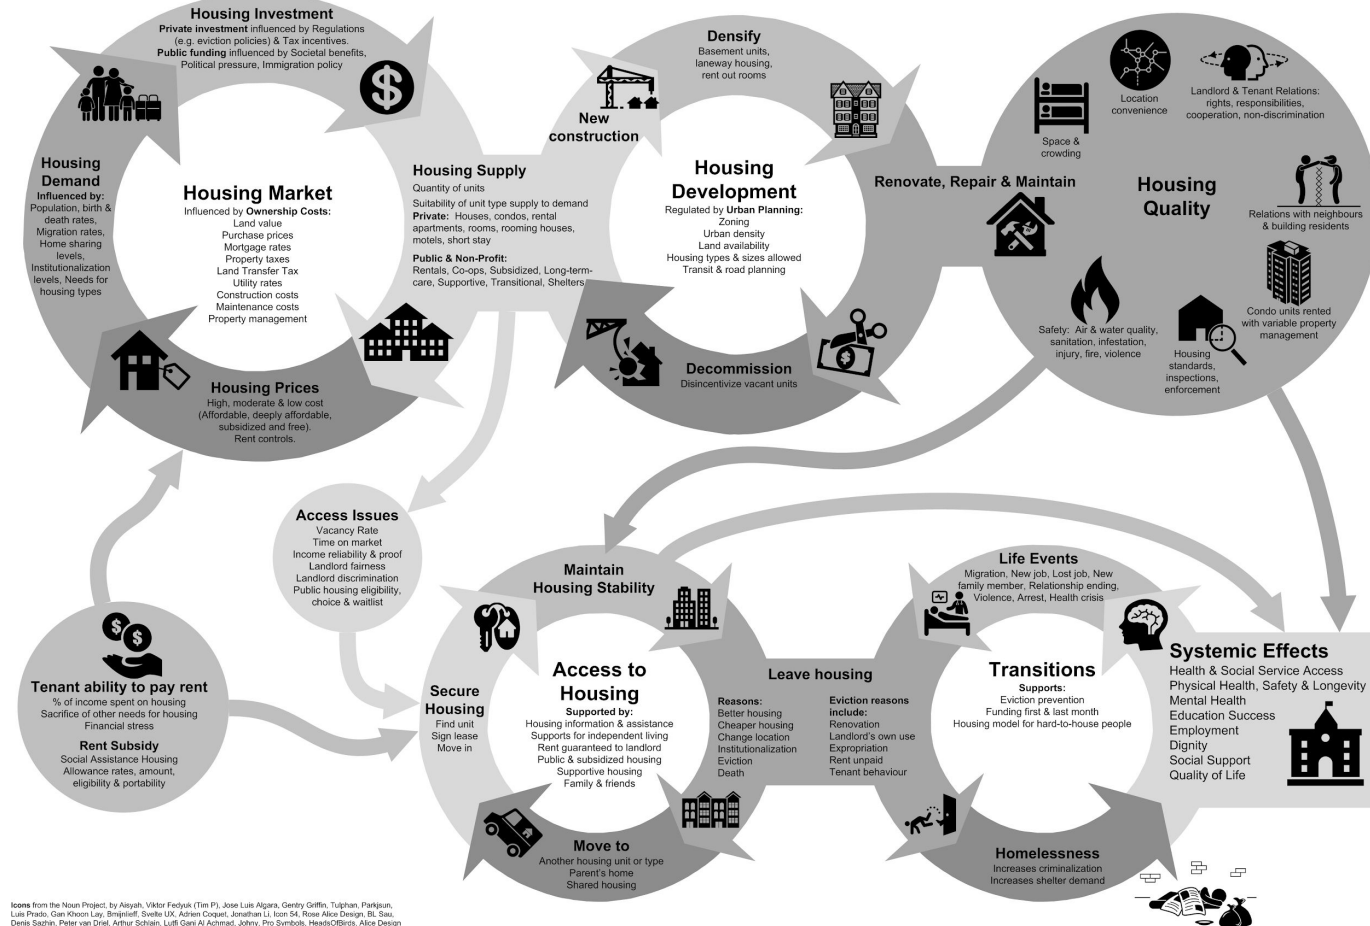 Housing Investment
Private investment influenced by Regulations
(e.g. eviction policies) & Tax incentives.
Public funding influenced by Societal benefits,
Political pressure, Immigration policy
$
Housing
Demand
Influenced by:
Population, birth &
death rates,
Migration rates,
Home sharing
levels,
Institutionalization
levels, Needs for
housing types
Housing Market
Influenced by Ownership Costs:
Land value
Purchase prices
Mortgage rates
Property taxes
Land Transfer Tax
Utility rates
Construction costs
Maintenance costs
Property management
Housing Supply
Quantity of units
Suitability of unit type supply to demand
Private: Houses, condos, rental
apartments, rooms, rooming houses,
motels, short stay
Public & Non-Profit:
Rentals, Co-ops, Subsidized, Long-term-
care, Supportive, Transitional, Shelters
Housing Prices
High, moderate & low cost
(Affordable, deeply affordable,
subsidized and free).
Rent controls.
New
construction
Densify
Basement units,
laneway housing,
rent out rooms
Housing
Development
Regulated by Urban Planning:
Zoning
Urban density
Land availability
Housing types & sizes allowed
Transit & road planning
Renovate, Repair & Maintain
$
Decommission
Disincentivize vacant units
Housing
Quality
Location
convenience
Landlord & Tenant Relations:
rights, responsibilities,
cooperation, non-discrimination
Space &
crowding
Relations with neighbours
& building residents
Condo units rented
with variable property
management
Safety: Air & water quality,
sanitation, infestation,
injury, fire, violence
Housing
standards,
inspections,
enforcement
Access Issues
Vacancy Rate
Time on market
Income reliability & proof
Landlord fairness
Landlord discrimination
Public housing eligibility,
choice & waitlist
$
$
Tenant ability to pay rent
% of income spent on housing
Sacrifice of other needs for housing
Financial stress
Rent Subsidy
Social Assistance Housing
Allowance rates, amount,
eligibility & portability
Maintain
Housing Stability
Secure
Housing
Find unit
Sign lease
Move in
Access to
Housing
Supported by:
Housing information & assistance
Supports for independent living
Rent guaranteed to landlord
Public & subsidized housing
Supportive housing
Family & friends
Move to
Another housing unit or type
Parent's home
Shared housing
Leave housing
Reasons:
Better housing
Cheaper housing
Change location
Institutionalization
Eviction
Death
Eviction reasons
include:
Renovation
Landlord's own use
Expropriation
Rent unpaid
Tenant behaviour
Life Events
Migration, New job, Lost job, New
family member, Relationship ending,
Violence, Arrest, Health crisis
Transitions
Supports:
Eviction prevention
Funding first & last month
Housing model for hard-to-house people
Homelessness
Increases criminalization
Increases shelter demand
Systemic Effects
Health & Social Service Access
Physical Health, Safety & Longevity
Mental Health
Education Success
Employment
Dignity
Social Support
Quality of Life
Icons from the Noun Project, by Aisyah, Viktor Fedyuk (Tim P), Jose Luis Algara, Gentry Griffin, Tulphan, Parkjisun,
Luis Prado, Gan Khoon Lay, Bmijnlieff, Svelte UX, Adrien Coquet, Jonathan Li, Icon 54, Rose Alice Design, BL Sau,
Denis Sazhin, Peter van Driel, Arthur Schlain, Lutfi Gani Al Achmad, Johny, Pro Symbols, HeadsOfBirds, Alice Design